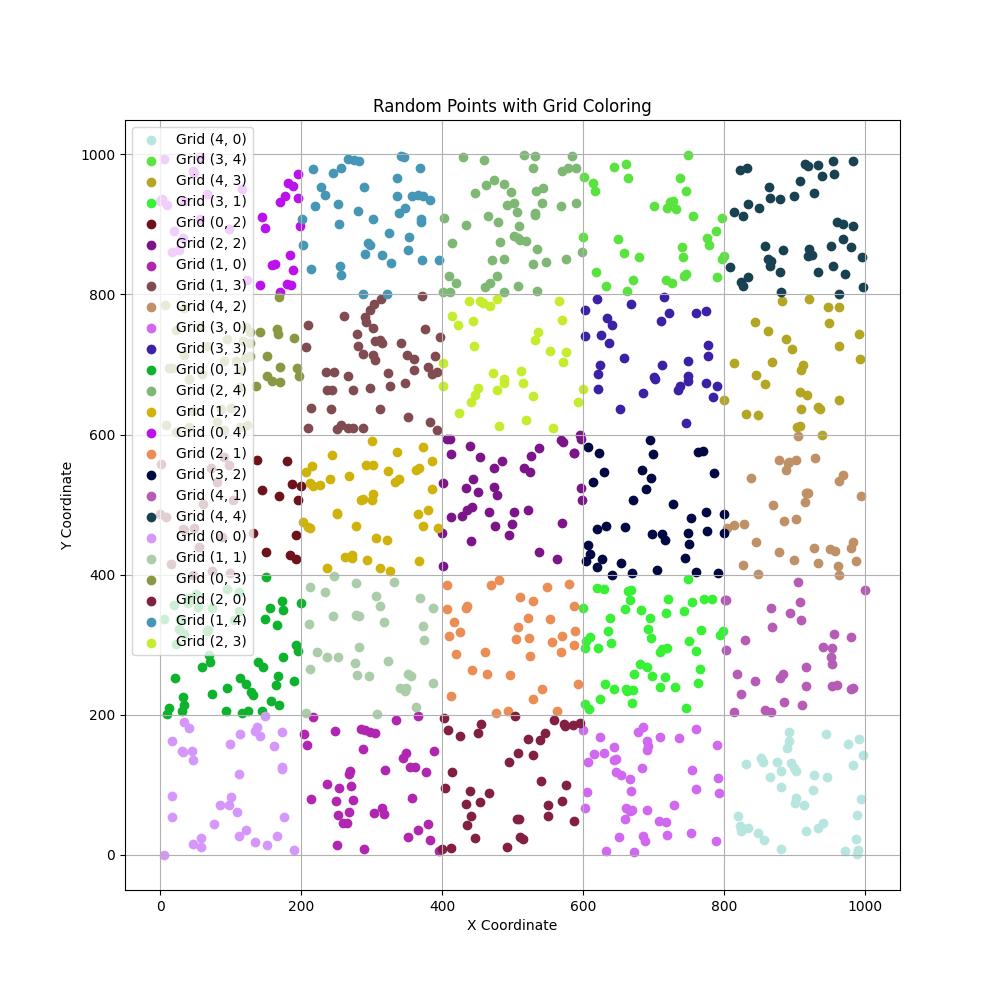 Random Points with Grid Coloring
Grid (4, 0)
Grid (3, 4)
Grid (4, 3)
Grid (3, 1)
Grid (0, 2)
Grid (2, 2)
Grid (1, 0)
Grid (1, 3)
Grid (4, 2)
Grid (3, 0)
Grid (3, 3)
Grid (0, 1)
Grid (2, 4)
Grid (1, 2)
Grid (0, 4)
Grid (2, 1)
Grid (3, 2)
Grid (4, 1)
Grid (4, 4)
Grid (0, 0)
Grid (1, 1)
Grid (0, 3)
Grid (2, 0)
Grid (1, 4)
Grid (2, 3)
Y Coordinate
1000
800
600
400
200
0
0 200 400 600 800 1000
X Coordinate